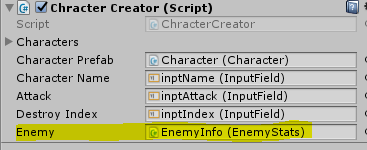 Chracter Creator (Script)
Script ChracterCreator
Characters
Character Prefab Character (Character)
Character Name inptName (InputField)
Attack inptAttack (InputField)
Destroy Index inptIndex (InputField)
Enemy EnemyInfo (EnemyStats)